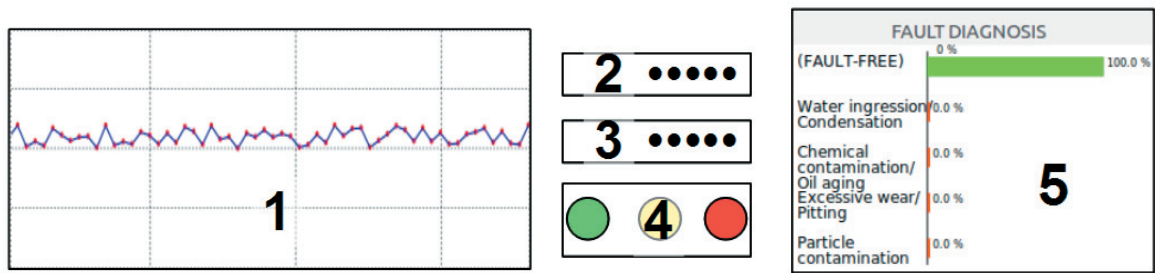 1
2 •••••
3 •••••
4
FAULT DIAGNOSIS
0 %
(FAULT-FREE)
100.0 %
Water ingression/
Condensation
0.0 %
Chemical
contamination/
Oil aging
0.0 %
Excessive wear/
Pitting
0.0 %
Particle
contamination
0.0 %
5